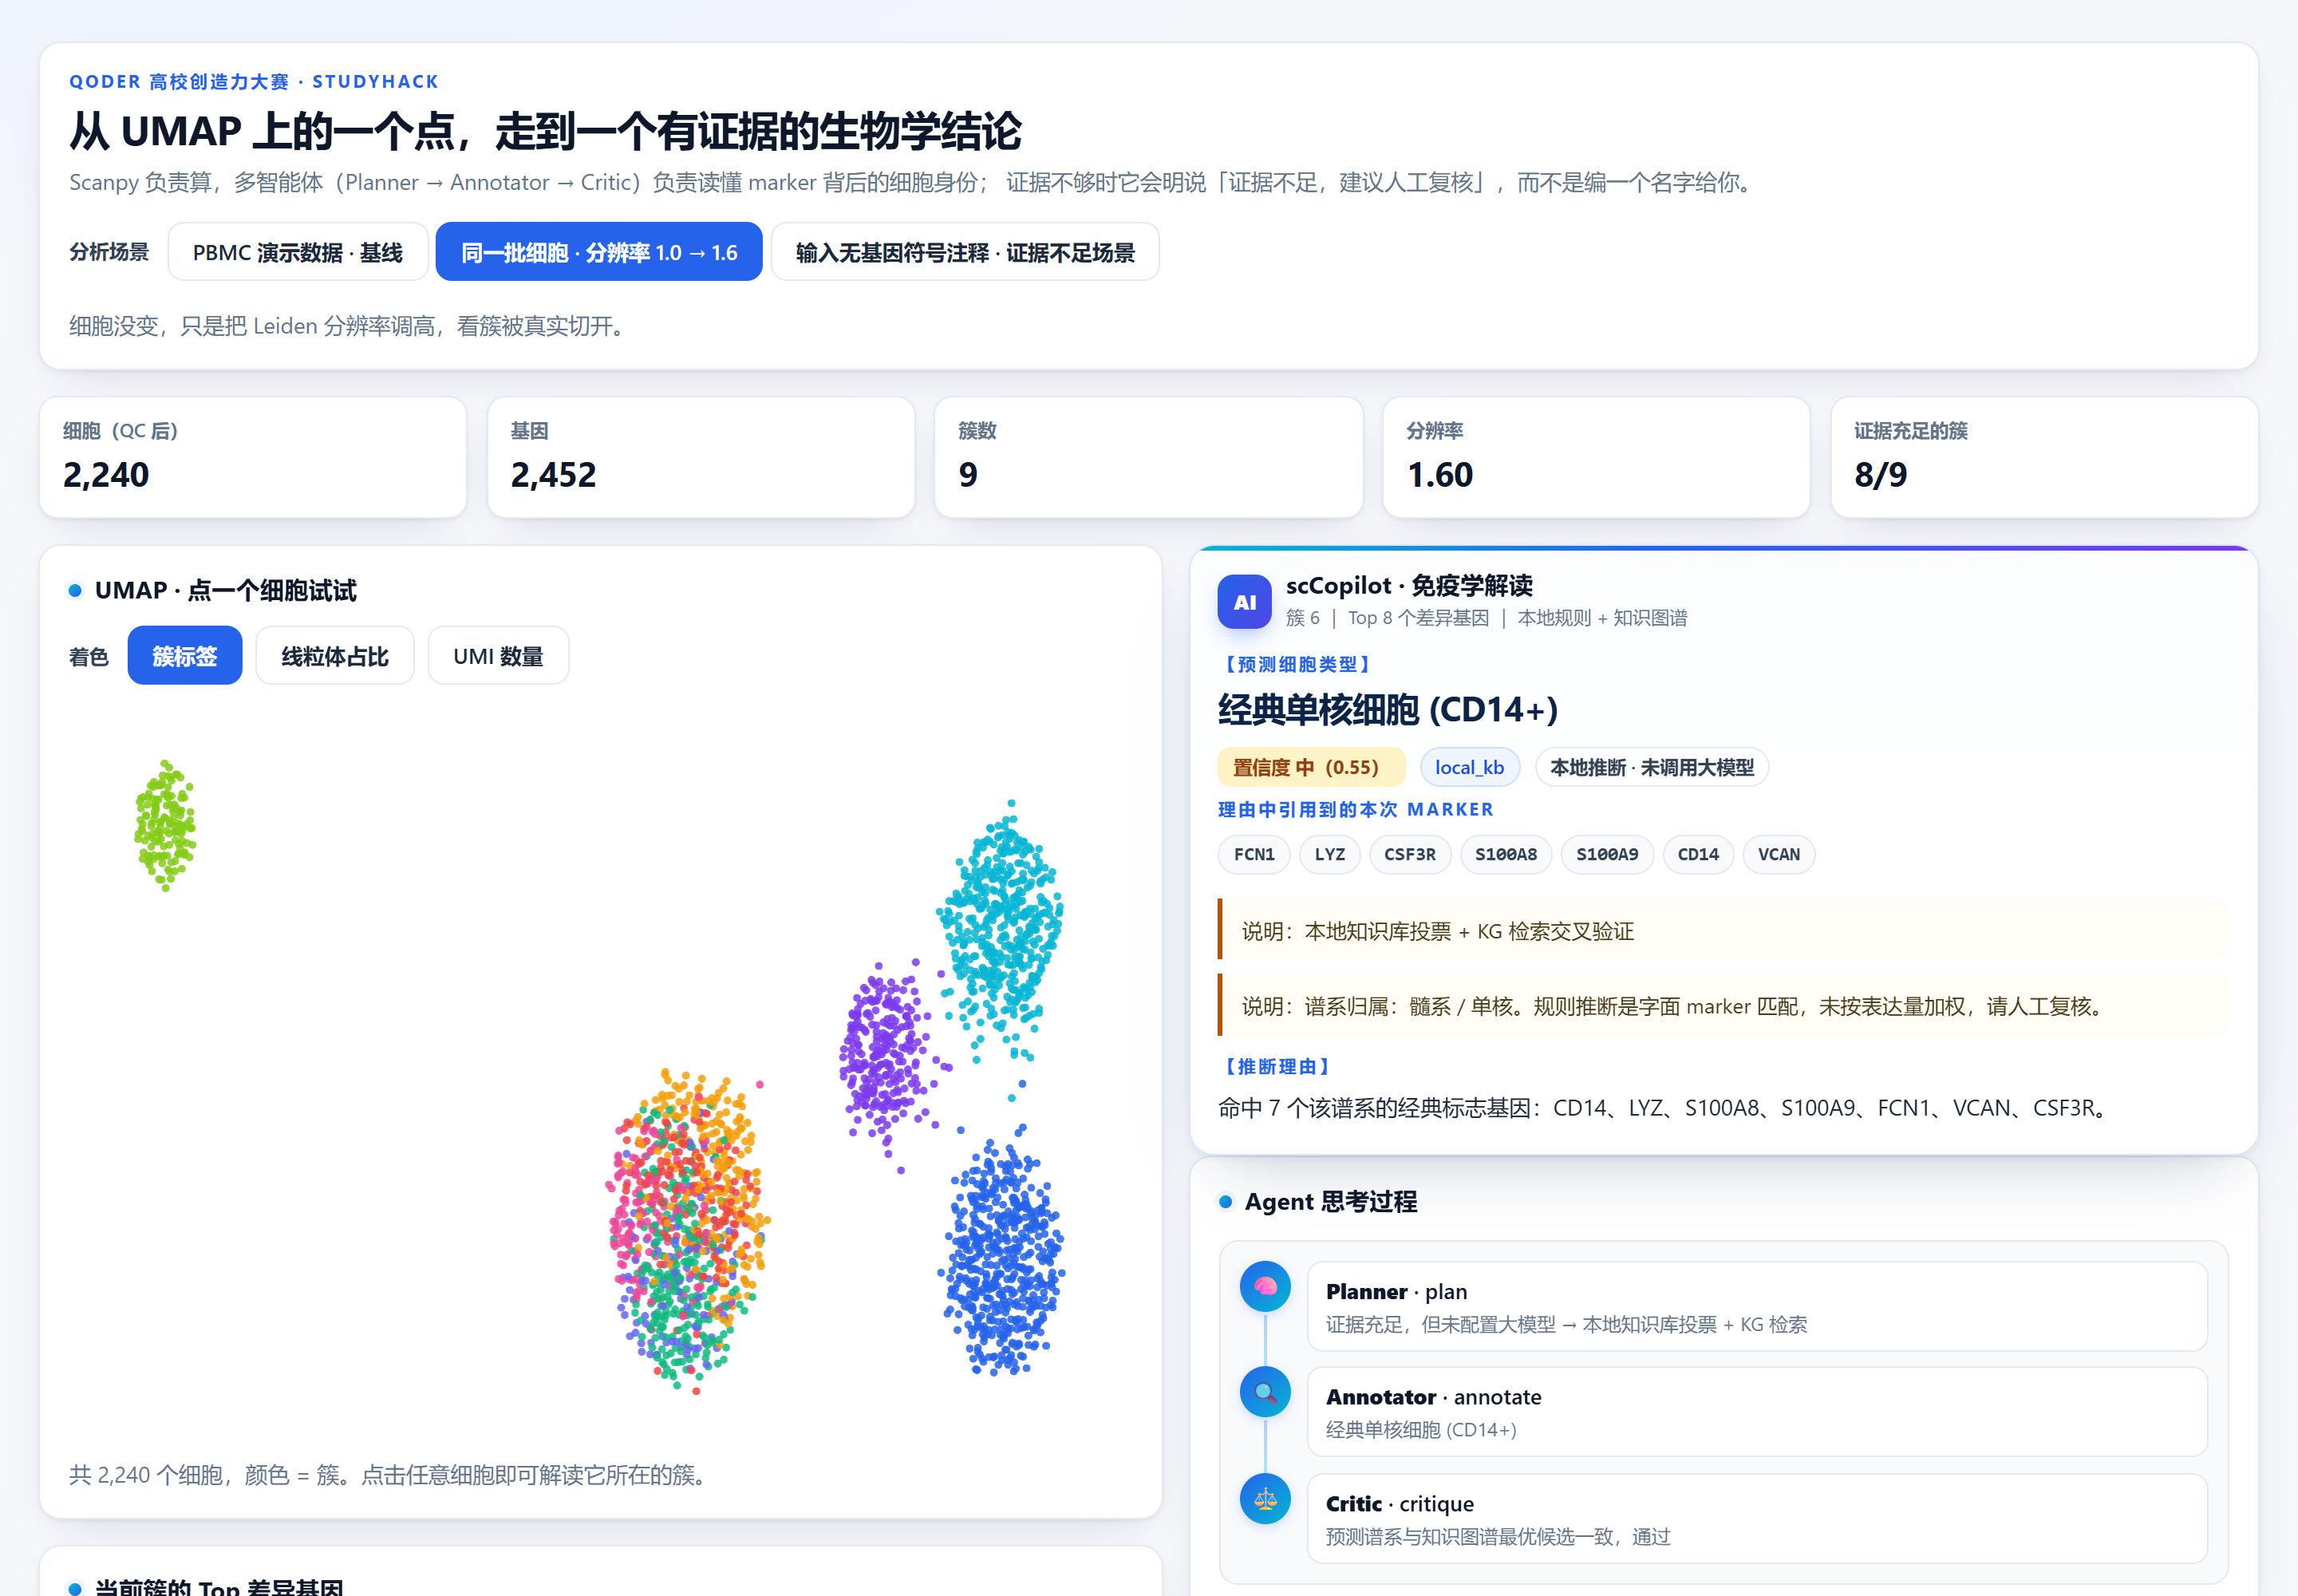 QODER 高校创造力大赛 · STUDYHACK
从 UMAP 上的一个点，走到一个有证据的生物学结论
Scanpy 负责算，多智能体（Planner → Annotator → Critic）负责读懂 marker 背后的细胞身份； 证据不够时它会明说「证据不足，建议人工复核」，而不是编一个名字给你。
分析场景
PBMC 演示数据 · 基线
同一批细胞 · 分辨率 1.0 → 1.6
输入无基因符号注释 · 证据不足场景
细胞没变，只是把 Leiden 分辨率调高，看簇被真实切开。
细胞（QC 后）
2,240
基因
2,452
簇数
9
分辨率
1.60
证据充足的簇
8/9
UMAP · 点一个细胞试试
着色
簇标签
线粒体占比
UMI 数量
共 2,240 个细胞，颜色 = 簇。点击任意细胞即可解读它所在的簇。
当前簇的 Top 差异基因
AI
scCopilot · 免疫学解读
簇 6 | Top 8 个差异基因 | 本地规则 + 知识图谱
【预测细胞类型】
经典单核细胞 (CD14+)
置信度 中（0.55）
local_kb
本地推断 · 未调用大模型
理由中引用到的本次 MARKER
FCN1
LYZ
CSF3R
S100A8
S100A9
CD14
VCAN
说明：本地知识库投票 + KG 检索交叉验证
说明：谱系归属：髓系 / 单核。规则推断是字面 marker 匹配，未按表达量加权，请人工复核。
【推断理由】
命中 7 个该谱系的经典标志基因：CD14、LYZ、S100A8、S100A9、FCN1、VCAN、CSF3R。
Agent 思考过程
Planner · plan
证据充足，但未配置大模型 → 本地知识库投票 + KG 检索
Annotator · annotate
经典单核细胞 (CD14+)
Critic · critique
预测谱系与知识图谱最优候选一致，通过